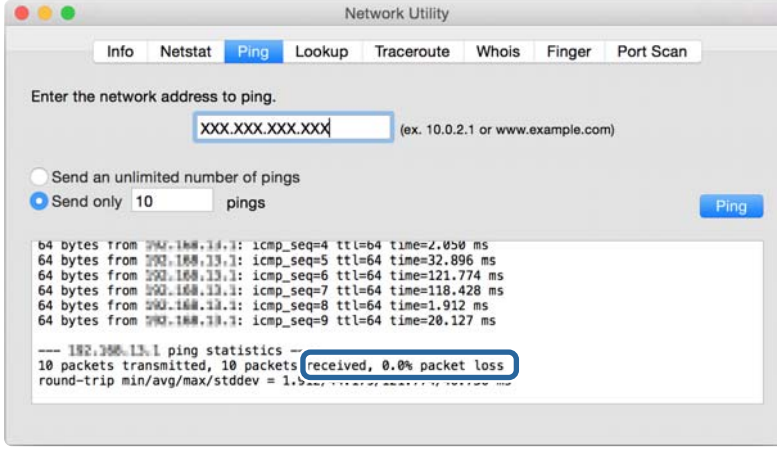 Network Utility
Info Netstat Ping Lookup Traceroute Whois Finger Port Scan
Enter the network address to ping.
XXX.XXX.XXX.XXX (ex. 10.0.2.1 or www.example.com)
Send an unlimited number of pings
Send only 10 pings
Ping
64 bytes from icmp_seq=4 ttl=64 time=2.050 ms
64 bytes from icmp_seq=5 ttl=64 time=32.896 ms
64 bytes from icmp_seq=6 ttl=64 time=121.774 ms
64 bytes from icmp_seq=7 ttl=64 time=118.428 ms
64 bytes from icmp_seq=8 ttl=64 time=1.912 ms
64 bytes from icmp_seq=9 ttl=64 time=20.127 ms
--- ping statistics --
10 packets transmitted, 10 packets received, 0.0% packet loss
round-trip min/avg/max/stddev = ms